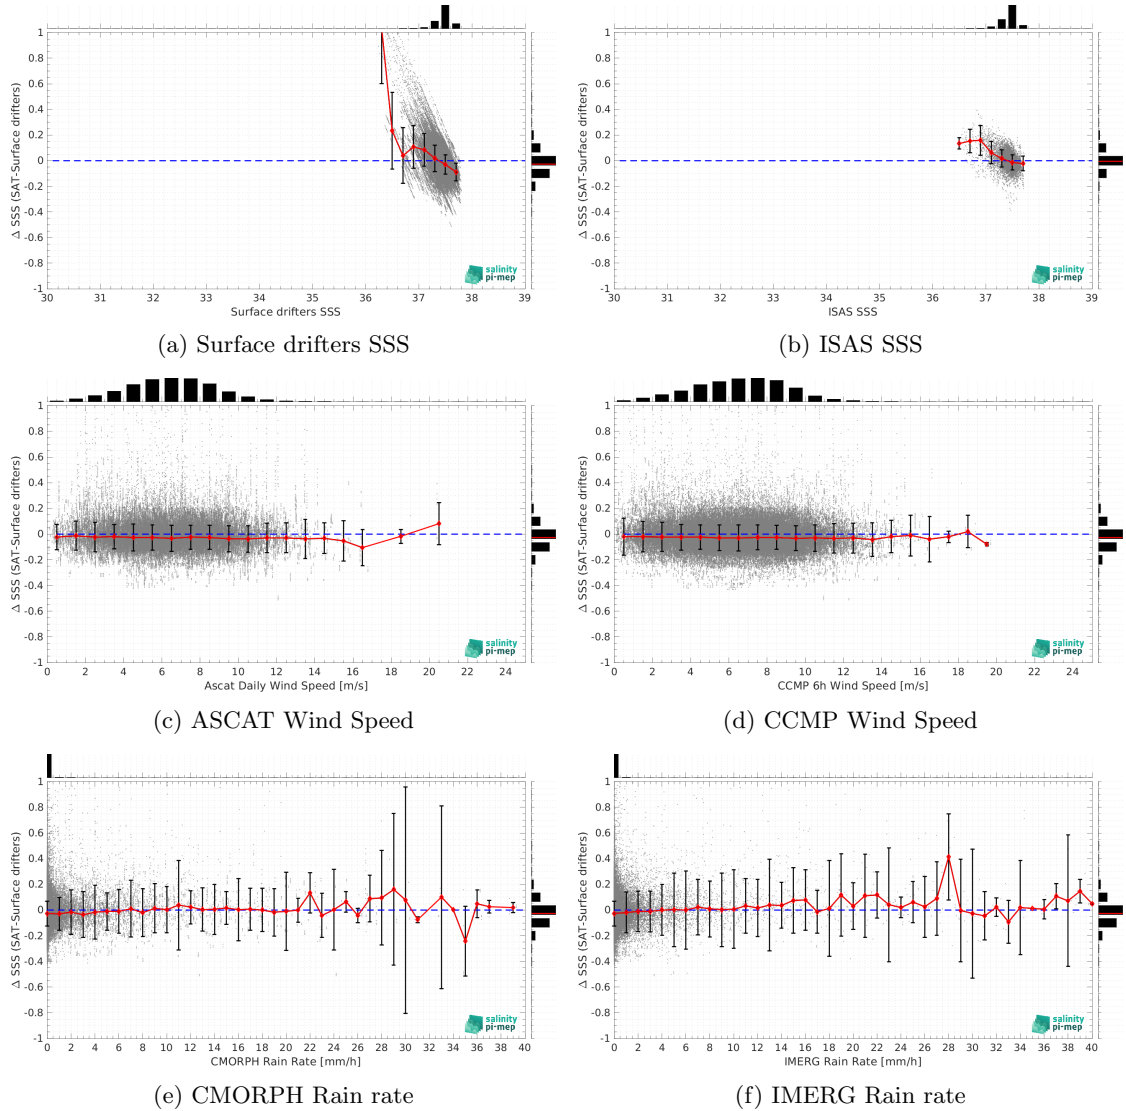 1
0.8
0.6
0.4
0.2
0
-0.2
-0.4
-0.6
-0.8
-1
Δ SSS (SAT-Surface drifters)
salinity
pi-mep
30 31 32 33 34 35 36 37 38 39
Surface drifters SSS
(a) Surface drifters SSS
1
0.8
0.6
0.4
0.2
0
-0.2
-0.4
-0.6
-0.8
-1
Δ SSS (SAT-Surface drifters)
salinity
pi-mep
30 31 32 33 34 35 36 37 38 39
ISAS SSS
(b) ISAS SSS
1
0.8
0.6
0.4
0.2
0
-0.2
-0.4
-0.6
-0.8
-1
Δ SSS (SAT-Surface drifters)
salinity
pi-mep
0 2 4 6 8 10 12 14 16 18 20 22 24
Ascat Daily Wind Speed [m/s]
(c) ASCAT Wind Speed
1
0.8
0.6
0.4
0.2
0
-0.2
-0.4
-0.6
-0.8
-1
Δ SSS (SAT-Surface drifters)
salinity
pi-mep
0 2 4 6 8 10 12 14 16 18 20 22 24
CCMP 6h Wind Speed [m/s]
(d) CCMP Wind Speed
1
0.8
0.6
0.4
0.2
0
-0.2
-0.4
-0.6
-0.8
-1
Δ SSS (SAT-Surface drifters)
salinity
pi-mep
0 2 4 6 8 10 12 14 16 18 20 22 24 26 28 30 32 34 36 38 40
CMORPH Rain Rate [mm/h]
(e) CMORPH Rain rate
1
0.8
0.6
0.4
0.2
0
-0.2
-0.4
-0.6
-0.8
-1
Δ SSS (SAT-Surface drifters)
salinity
pi-mep
0 2 4 6 8 10 12 14 16 18 20 22 24 26 28 30 32 34 36 38 40
IMERG Rain Rate [mm/h]
(f) IMERG Rain rate